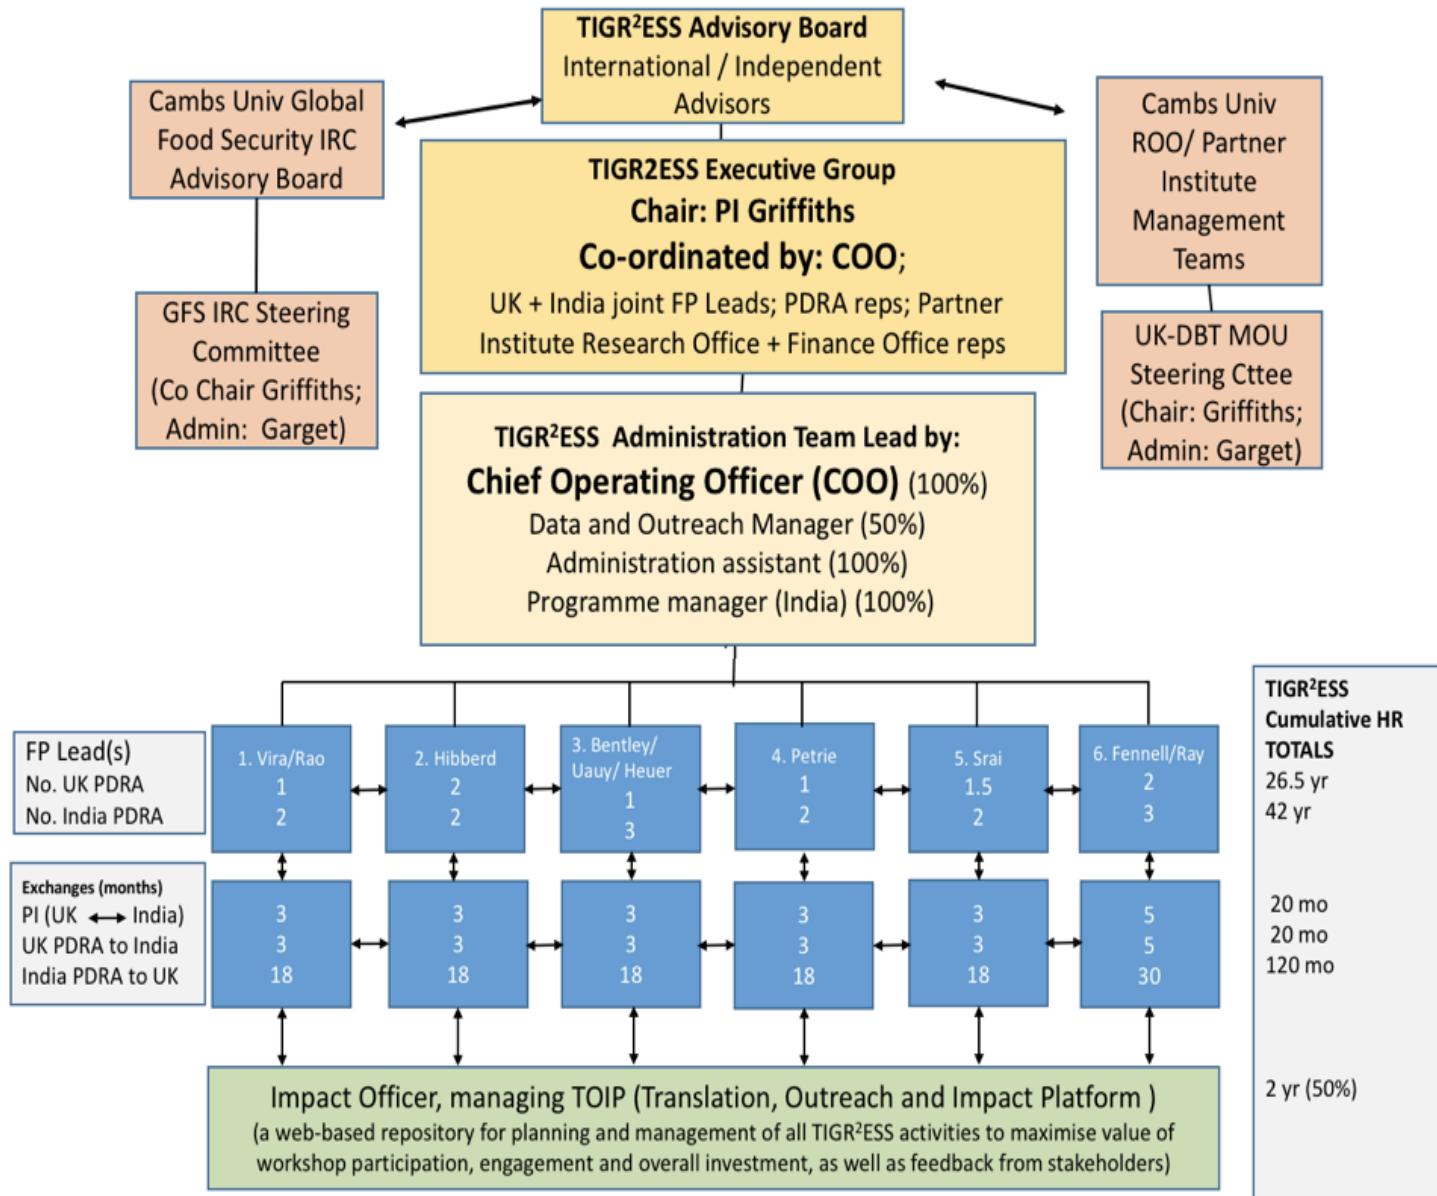 TIGR²ESS Advisory Board
International / Independent
Advisors
Cambs Univ Global
Food Security IRC
Advisory Board
Cambs Univ
ROO/ Partner
Institute
Management
Teams
TIGR2ESS Executive Group
Chair: PI Griffiths
Co-ordinated by: COO;
UK + India joint FP Leads; PDRA reps; Partner
Institute Research Office + Finance Office reps
GFS IRC Steering
Committee
(Co Chair Griffiths;
Admin: Garget)
UK-DBT MOU
Steering Cttee
(Chair: Griffiths;
Admin: Garget)
TIGR²ESS Administration Team Lead by:
Chief Operating Officer (COO) (100%)
Data and Outreach Manager (50%)
Administration assistant (100%)
Programme manager (India) (100%)
FP Lead(s)
No. UK PDRA
No. India PDRA
1. Vira/Rao
1
2
2. Hibberd
2
2
3. Bentley/
Uauy/ Heuer
1
3
4. Petrie
1
2
5. Srai
1.5
2
6. Fennell/Ray
2
3
TIGR²ESS
Cumulative HR
TOTALS
26.5 yr
42 yr
Exchanges (months)
PI (UK ⟷ India)
UK PDRA to India
India PDRA to UK
3
3
18
3
3
18
3
3
18
3
3
18
3
3
18
5
5
30
20 mo
20 mo
120 mo
Impact Officer, managing TOIP (Translation, Outreach and Impact Platform )
(a web-based repository for planning and management of all TIGR²ESS activities to maximise value of
workshop participation, engagement and overall investment, as well as feedback from stakeholders)
2 yr (50%)